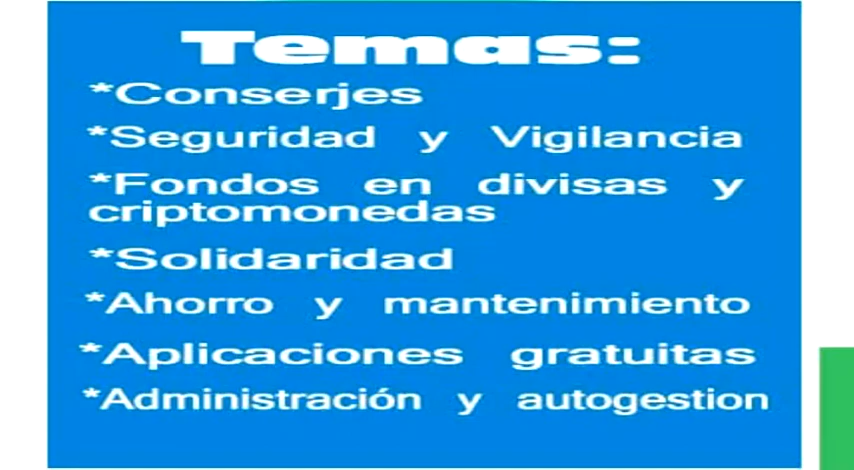 Temas:
*Conserjes
*Seguridad y Vigilancia
*Fondos en divisas y
criptomonedas
*Solidaridad
*Ahorro y mantenimiento
*Aplicaciones gratuitas
*Administración y autogestion